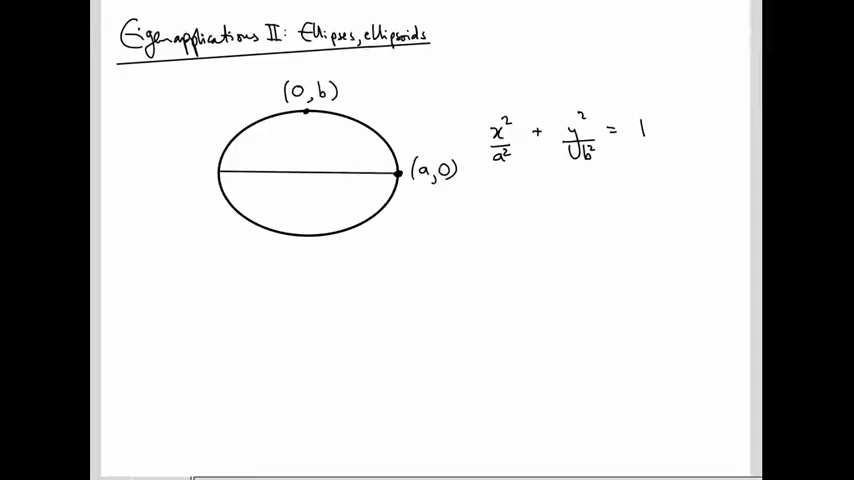 Eigenapplications II: Ellipses, ellipsoids
(0, b)
x²/a² + y²/b² = 1
(a, 0)